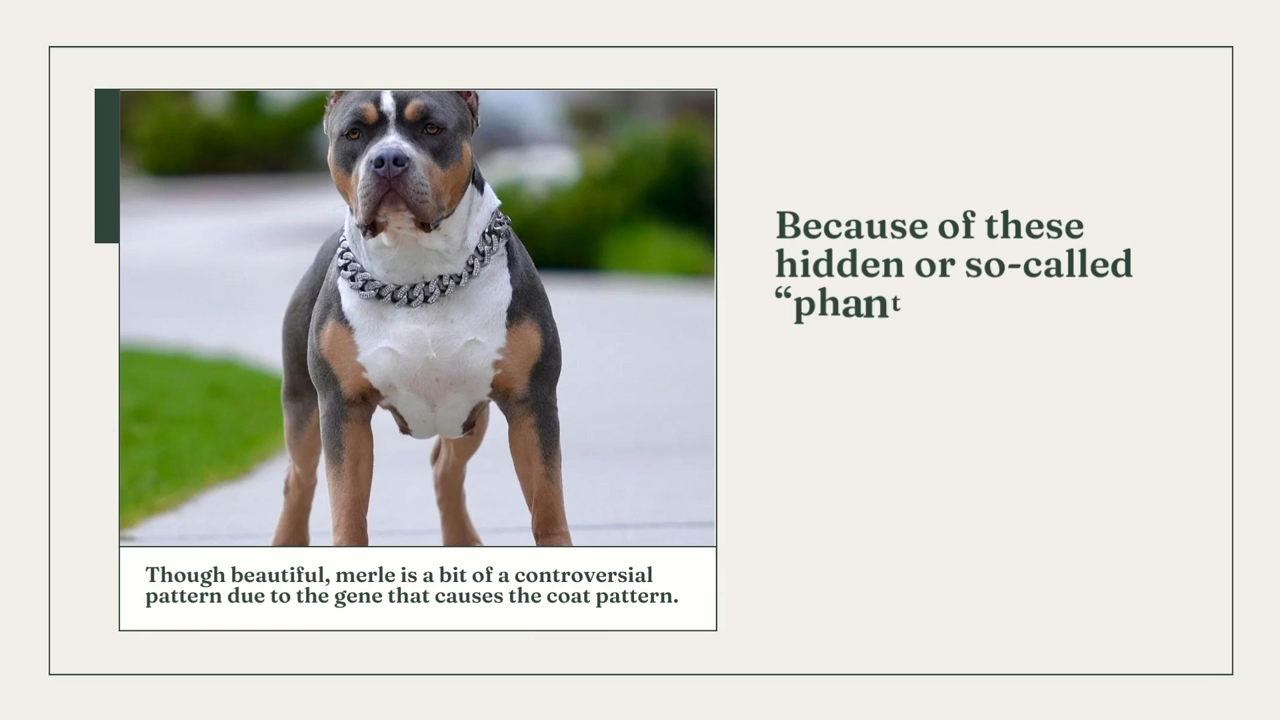 Because of these
hidden or so-called
“phant
Though beautiful, merle is a bit of a controversial
pattern due to the gene that causes the coat pattern.